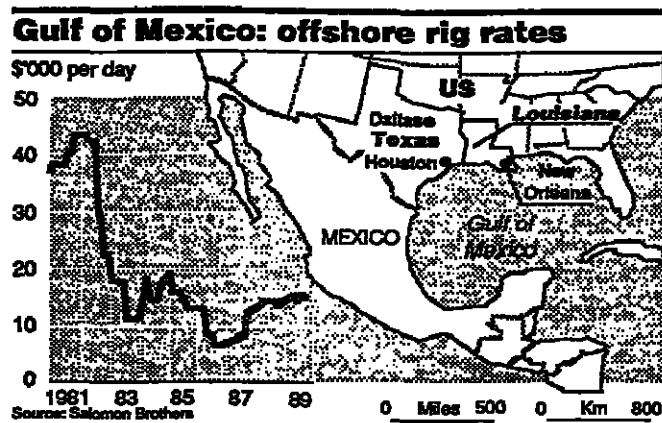 Gulf of Mexico: offshore rig rates
$'000 per day
50
40
30
20
10
0
1981 83 85 87 89
Source: Salomon Brothers
US
Louisiana
Dallas
Texas
Houston
New
Orleans
MEXICO
Gulf of
Mexico
0 Miles 500 0 Km 800